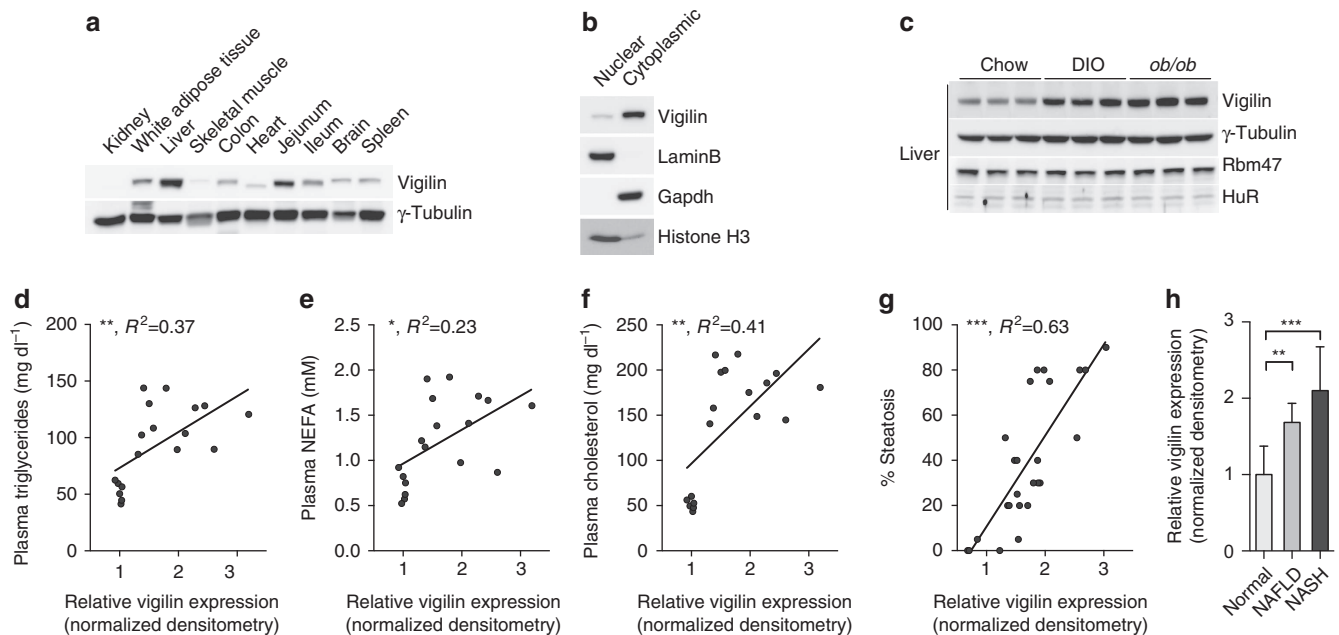 a
Kidney
White adipose tissue
Liver
Skeletal muscle
Colon
Heart
Jejunum
Ileum
Brain
Spleen
Vigilin
γ-Tubulin
b
Nuclear
Cytoplasmic
Vigilin
LaminB
Gapdh
Histone H3
c
Chow DIO ob/ob
Liver
Vigilin
γ-Tubulin
Rbm47
HuR
d
**, R²=0.37
Plasma triglycerides (mg dl⁻¹)
200
150
100
50
0
1 2 3
Relative vigilin expression
(normalized densitometry)
e
*, R²=0.23
Plasma NEFA (mM)
2.5
2.0
1.5
1.0
0.5
0.0
1 2 3
Relative vigilin expression
(normalized densitometry)
f
**, R²=0.41
Plasma cholesterol (mg dl⁻¹)
250
200
150
100
50
0
1 2 3
Relative vigilin expression
(normalized densitometry)
g
***, R²=0.63
% Steatosis
100
80
60
40
20
0
1 2 3
Relative vigilin expression
(normalized densitometry)
h
Relative vigilin expression
(normalized densitometry)
3
2
1
0
***
**
Normal
NAFLD
NASH